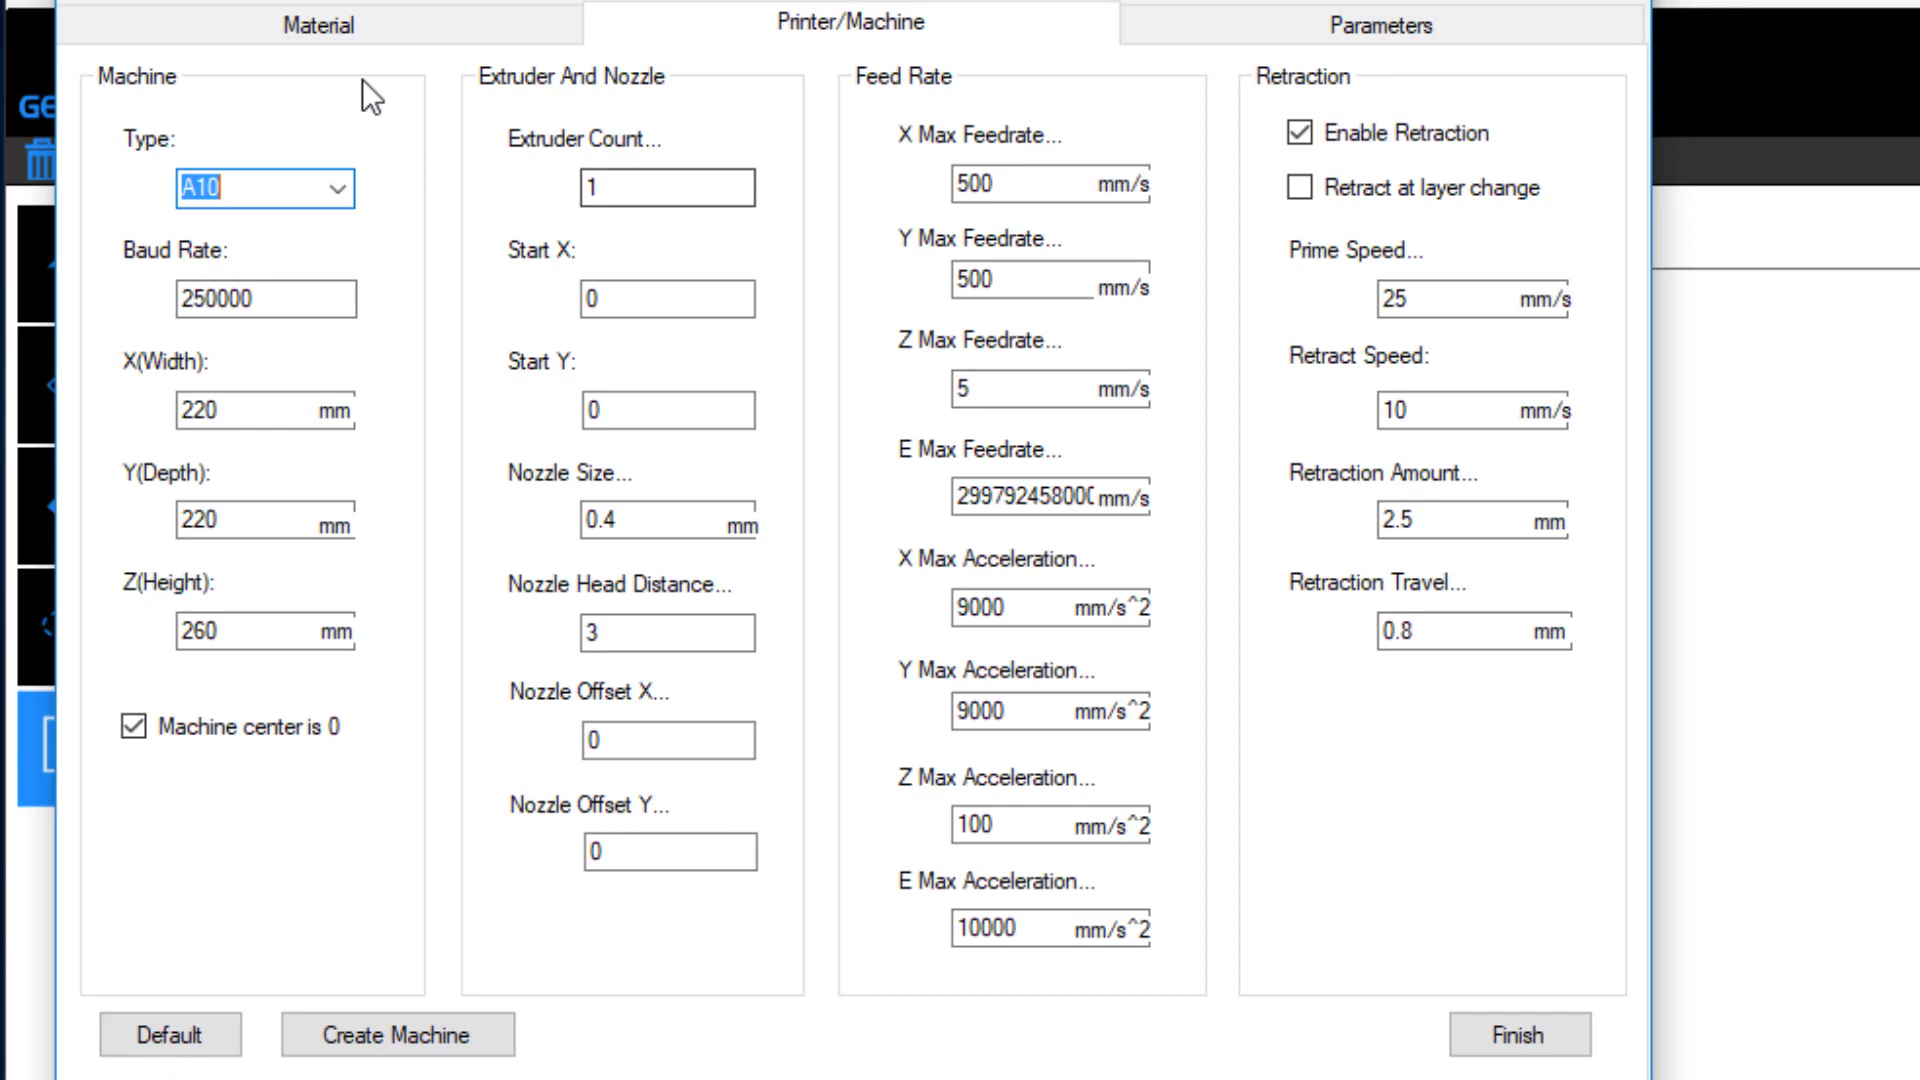 Material
Printer/Machine
Parameters
GE
Machine
Type:
A10
Baud Rate:
250000
X(Width):
220 mm
Y(Depth):
220 mm
Z(Height):
260 mm
Machine center is 0
Extruder And Nozzle
Extruder Count...
1
Start X:
0
Start Y:
0
Nozzle Size...
0.4 mm
Nozzle Head Distance...
3
Nozzle Offset X...
0
Nozzle Offset Y...
0
Feed Rate
X Max Feedrate...
500 mm/s
Y Max Feedrate...
500 mm/s
Z Max Feedrate...
5 mm/s
E Max Feedrate...
299792458000 mm/s
X Max Acceleration...
9000 mm/s^2
Y Max Acceleration...
9000 mm/s^2
Z Max Acceleration...
100 mm/s^2
E Max Acceleration...
10000 mm/s^2
Retraction
Enable Retraction
Retract at layer change
Prime Speed...
25 mm/s
Retract Speed:
10 mm/s
Retraction Amount...
2.5 mm
Retraction Travel...
0.8 mm
Default
Create Machine
Finish